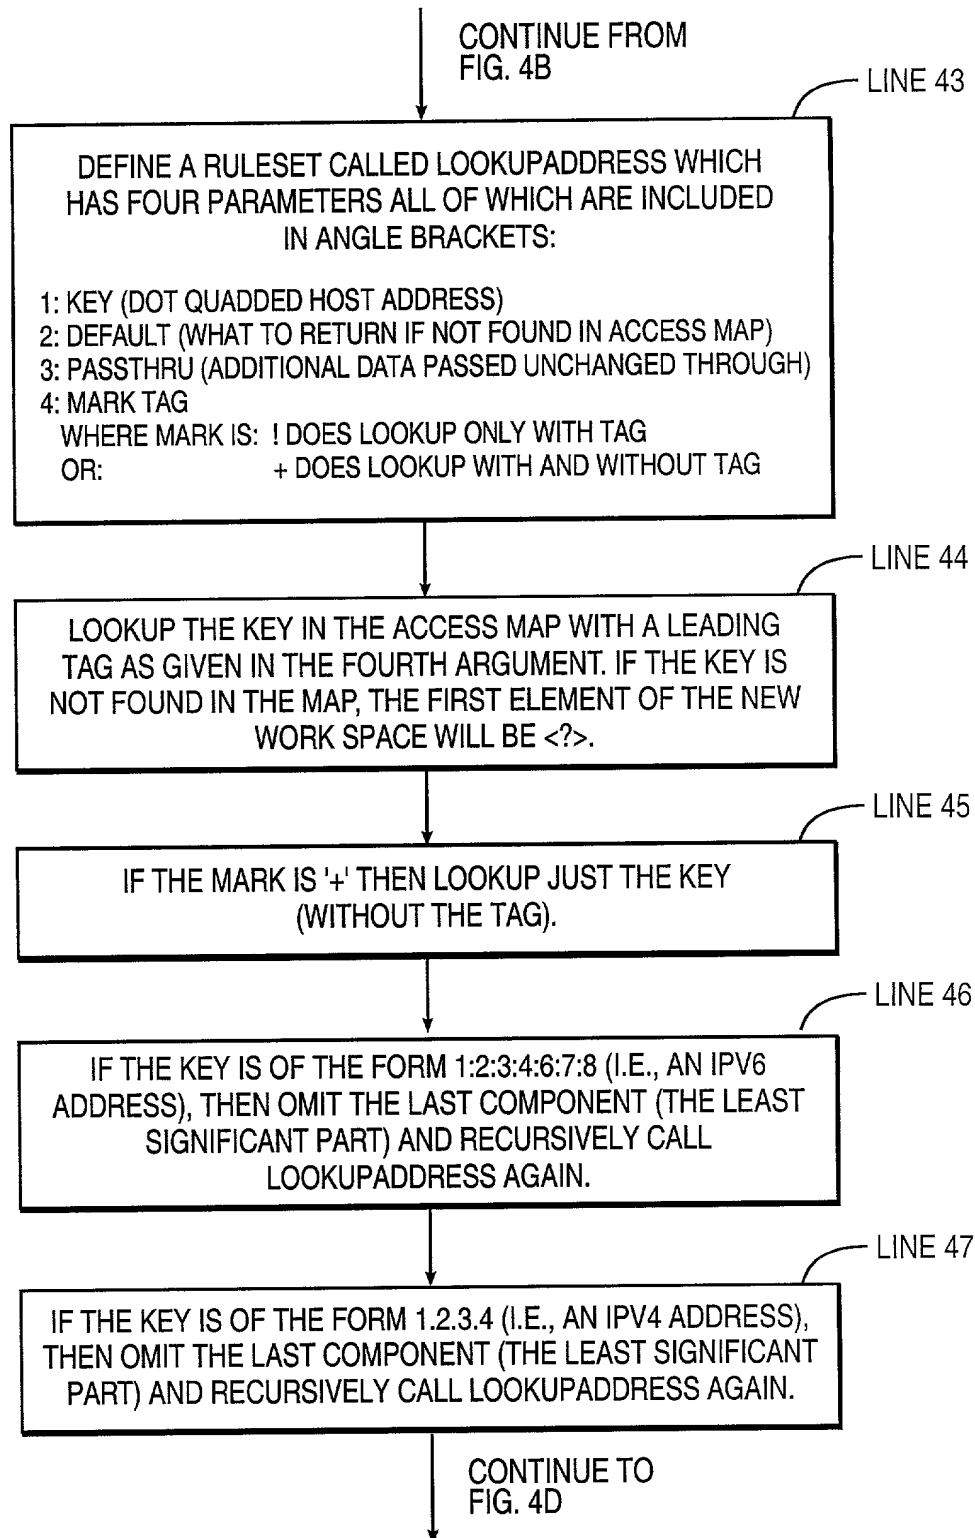 CONTINUE FROM
FIG. 4B
LINE 43
DEFINE A RULESET CALLED LOOKUPADDRESS WHICH
HAS FOUR PARAMETERS ALL OF WHICH ARE INCLUDED
IN ANGLE BRACKETS:
1: KEY (DOT QUADDED HOST ADDRESS)
2: DEFAULT (WHAT TO RETURN IF NOT FOUND IN ACCESS MAP)
3: PASSTHRU (ADDITIONAL DATA PASSED UNCHANGED THROUGH)
4: MARK TAG
WHERE MARK IS: ! DOES LOOKUP ONLY WITH TAG
OR: + DOES LOOKUP WITH AND WITHOUT TAG
LINE 44
LOOKUP THE KEY IN THE ACCESS MAP WITH A LEADING
TAG AS GIVEN IN THE FOURTH ARGUMENT. IF THE KEY IS
NOT FOUND IN THE MAP, THE FIRST ELEMENT OF THE NEW
WORK SPACE WILL BE <?>.
LINE 45
IF THE MARK IS '+' THEN LOOKUP JUST THE KEY
(WITHOUT THE TAG).
LINE 46
IF THE KEY IS OF THE FORM 1:2:3:4:6:7:8 (I.E., AN IPV6
ADDRESS), THEN OMIT THE LAST COMPONENT (THE LEAST
SIGNIFICANT PART) AND RECURSIVELY CALL
LOOKUPADDRESS AGAIN.
LINE 47
IF THE KEY IS OF THE FORM 1.2.3.4 (I.E., AN IPV4 ADDRESS),
THEN OMIT THE LAST COMPONENT (THE LEAST SIGNIFICANT
PART) AND RECURSIVELY CALL LOOKUPADDRESS AGAIN.
CONTINUE TO
FIG. 4D